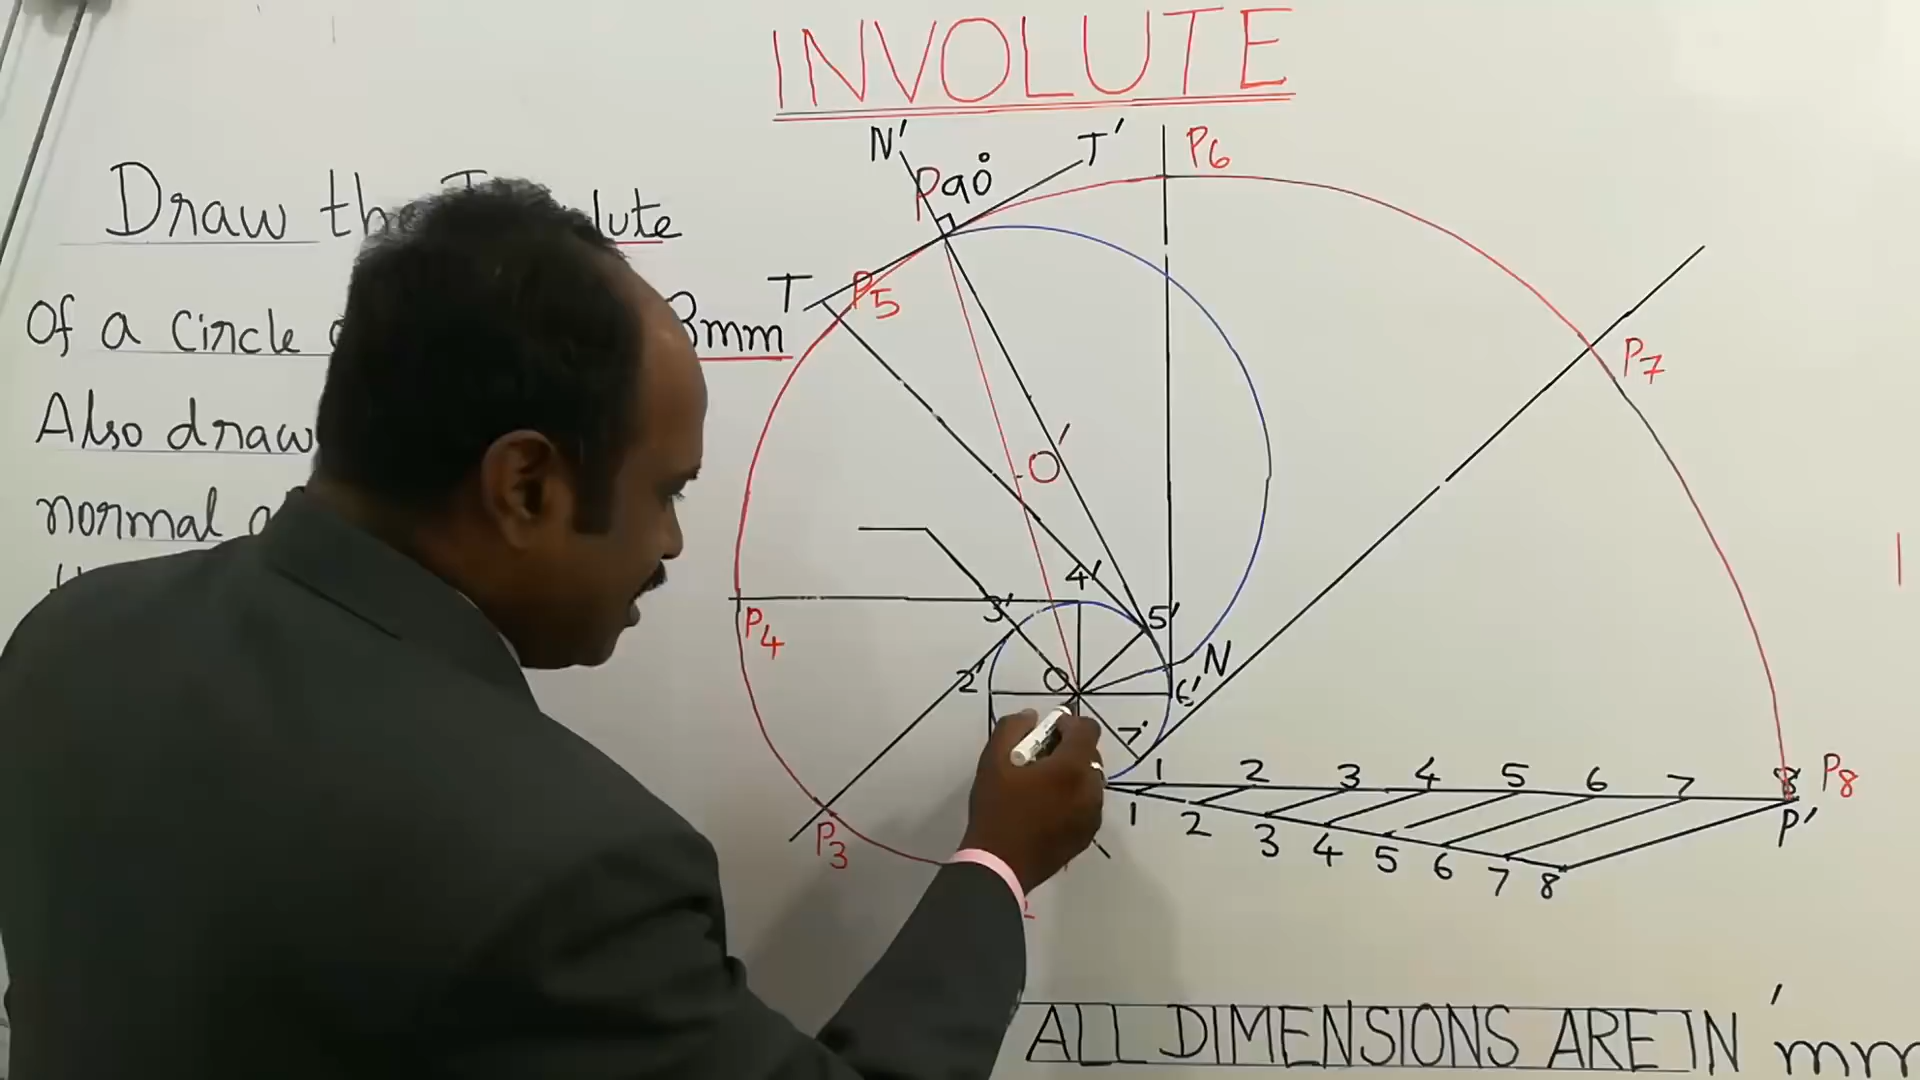 INVOLUTE
Draw
lute
of a circle
mm
Also draw
normal
N'
P
90°
T'
P6
T
P5
P7
O'
4'
3'
5'
P4
2'
O
N
6'
7'
P3
1 2 3 4 5 6 7 8 P8
P'
1 2 3 4 5 6 7 8
ALL DIMENSIONS ARE IN mm